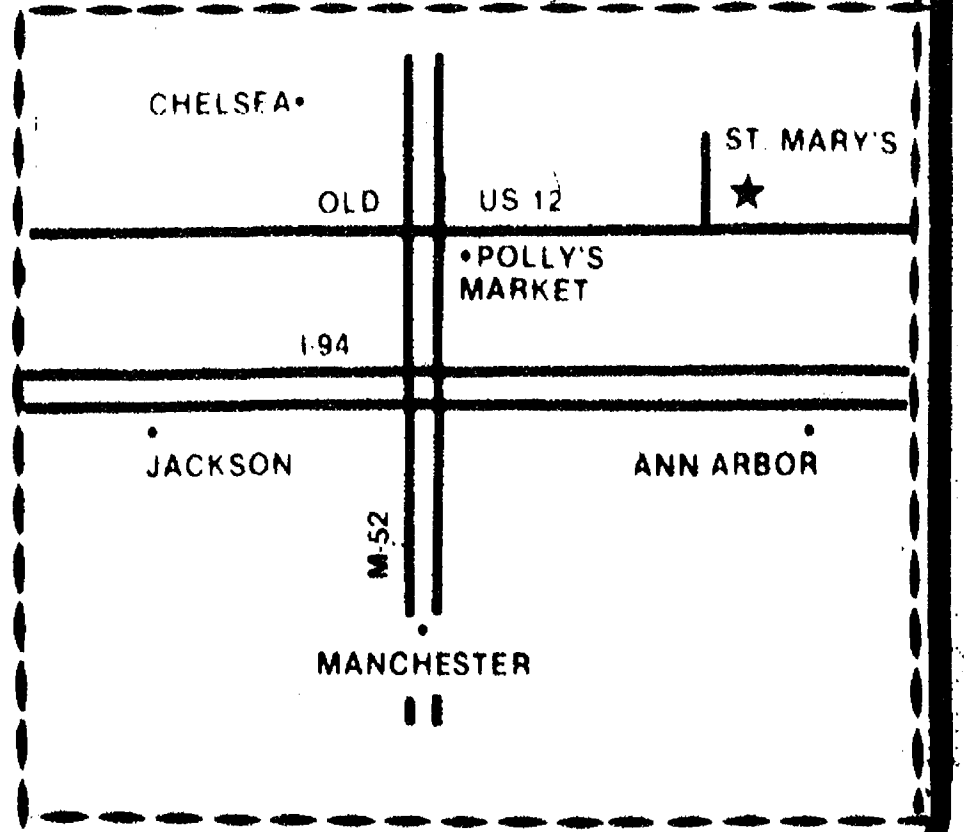 CHELSEA•
ST. MARY'S
OLD US 12
•POLLY'S
MARKET
I-94
JACKSON
ANN ARBOR
M-52
MANCHESTER